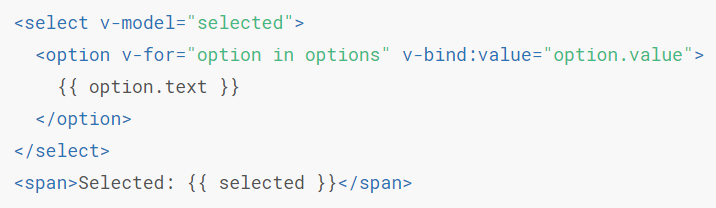 <select v-model="selected">
  <option v-for="option in options" v-bind:value="option.value">
    {{ option.text }}
  </option>
</select>
<span>Selected: {{ selected }}</span>